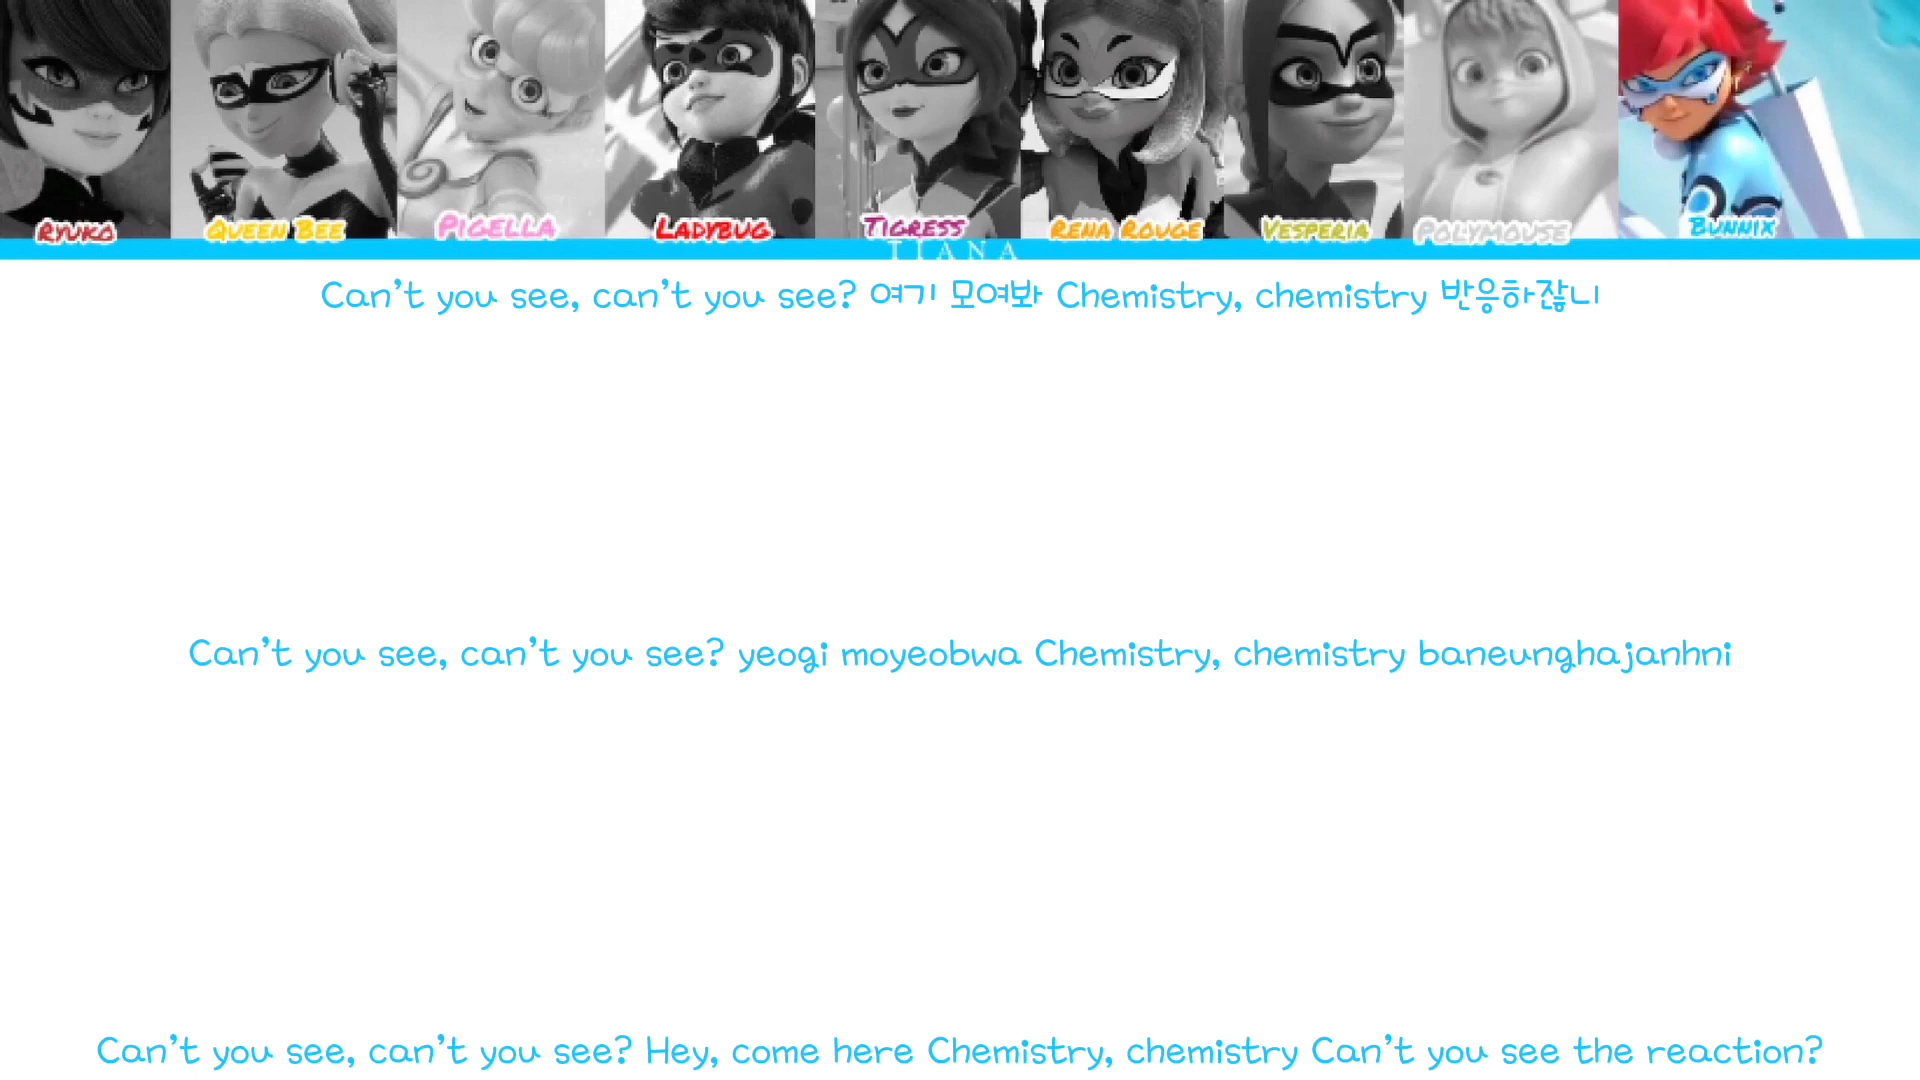 Ryuko Queen Bee Pigella Ladybug Tigress Rena Rouge Vesperia Polymouse Bunnix
TIANA
Can't you see, can't you see? 여기 모여봐 Chemistry, chemistry 반응하잖니
Can't you see, can't you see? yeogi moyeobwa Chemistry, chemistry baneunghajanhni
Can't you see, can't you see? Hey, come here Chemistry, chemistry Can't you see the reaction?